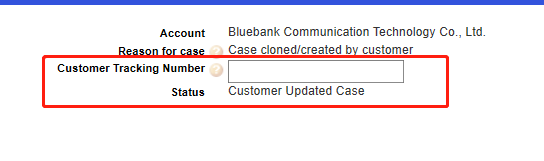 Account Bluebank Communication Technology Co., Ltd.
Reason for case ? Case cloned/created by customer
Customer Tracking Number ?
Status Customer Updated Case